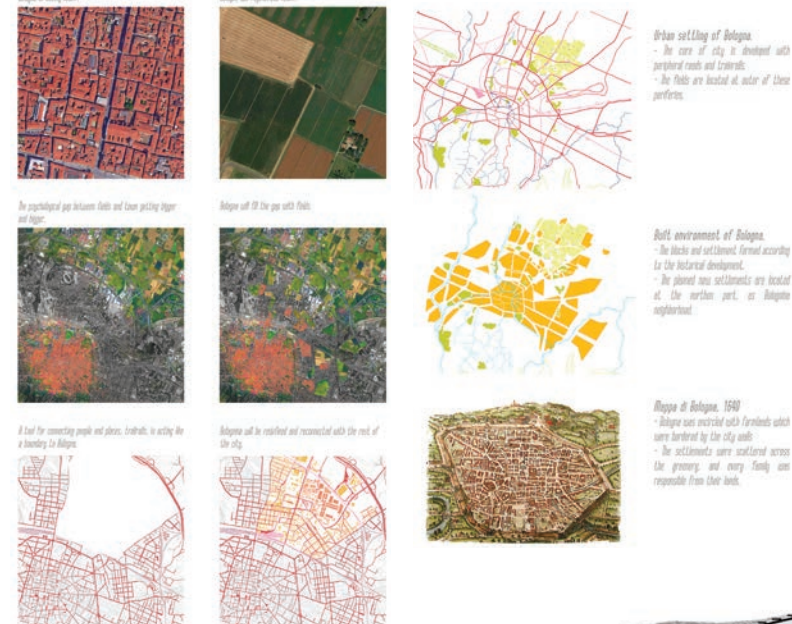 The psychological gap between fields and town getting bigger
and bigger.
Bologna will fill the gap with fields.
A tool for connecting people and places, trailrails, is acting like
a boundary to Bologna.
will be redefined and reconnected with the rest of
the city.
Urban settling of Bologna.
- The core of city is developed with
peripheral roads and trailrails.
- The fields are located at outer of these
periferies.
Built environment of Bologna.
- The blocks and settlement formed according
to the historical development.
- The planned new settlements are located
at the northen part, as Bolognina
neighborhood.
Mappa di Bologna, 1640
- Bologna was encircled with farmlands which
were bordered by the city walls
- The settlements were scattered across
the greenery, and every family was
responsible from their lands.